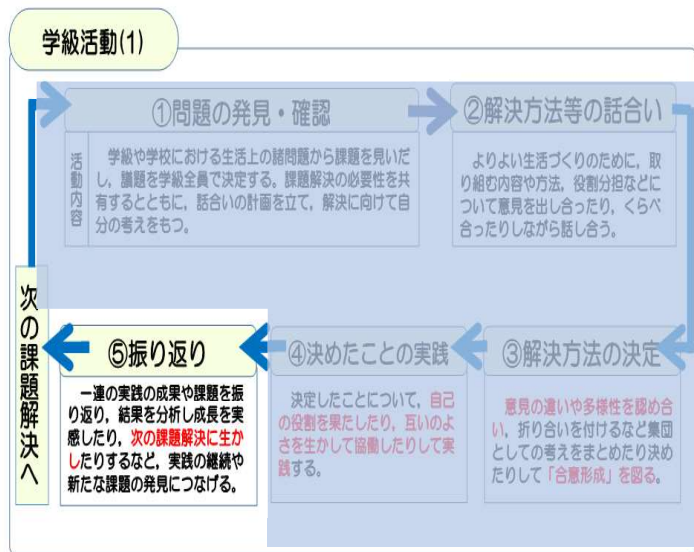 学級活動(1)
①問題の発見・確認
活動内容
学級や学校における生活上の諸問題から課題を見いだ
し，議題を学級全員で決定する。課題解決の必要性を共
有するとともに，話合いの計画を立て，解決に向けて自
分の考えをもつ。
②解決方法等の話合い
よりよい生活づくりのために，取
り組む内容や方法，役割分担などに
ついて意見を出し合ったり，くらべ
合ったりしながら話し合う。
③解決方法の決定
意見の違いや多様性を認め合
い，折り合いを付けるなど集団
としての考えをまとめたり決め
たりして「合意形成」を図る。
④決めたことの実践
決定したことについて，自己
の役割を果たしたり，互いのよ
さを生かして協働したりして実
践する。
⑤振り返り
一連の実践の成果や課題を振
り返り，結果を分析し成長を実
感したり，次の課題解決に生か
したりするなど，実践の継続や
新たな課題の発見につなげる。
次の課題解決へ